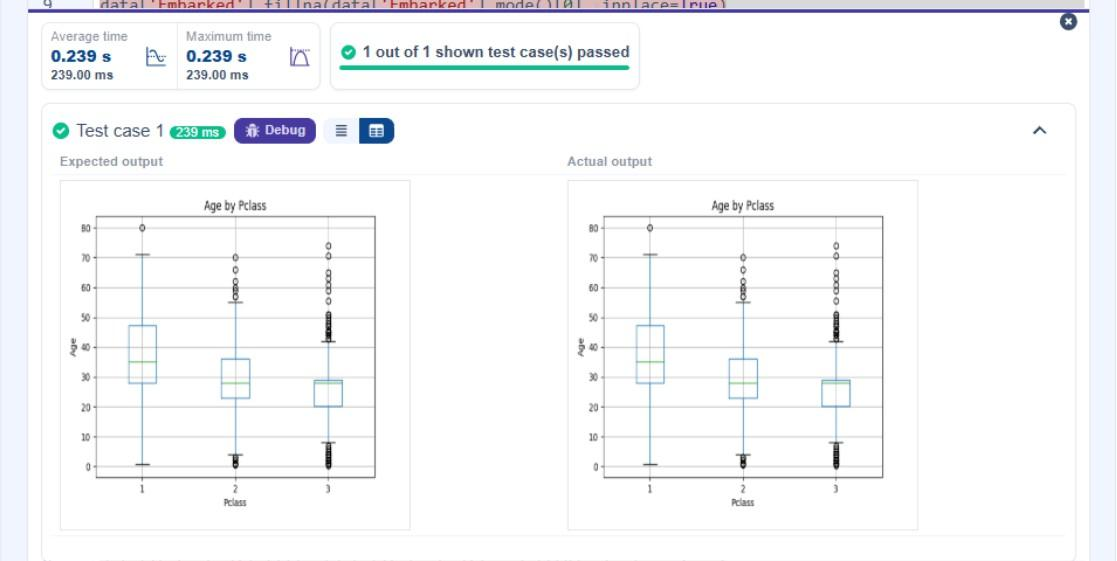 9 data['Embarked'].fillna(data['Embarked'].mode()[0], inplace=True)
Average time
0.239 s
239.00 ms
Maximum time
0.239 s
239.00 ms
1 out of 1 shown test case(s) passed
Test case 1 239 ms Debug
Expected output
Age by Pclass
80
70
60
50
40
30
20
10
0
Age
1 2 3
Pclass
Actual output
Age by Pclass
80
70
60
50
40
30
20
10
0
Age
1 2 3
Pclass